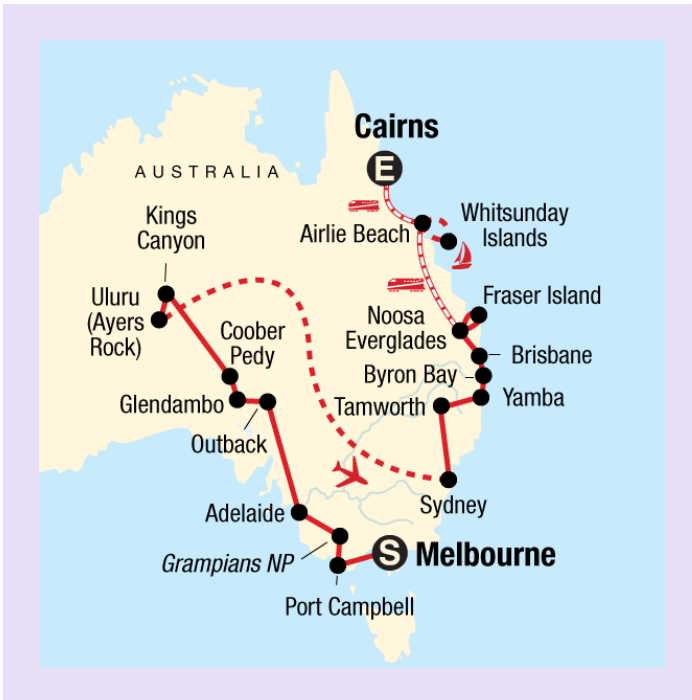 Cairns
E
AUSTRALIA
Kings
Canyon
Whitsunday
Islands
Airlie Beach
Uluru
(Ayers
Rock)
Fraser Island
Noosa
Everglades
Coober
Pedy
Brisbane
Byron Bay
Glendambo
Tamworth
Yamba
Outback
Sydney
Adelaide
Grampians NP
S
Melbourne
Port Campbell